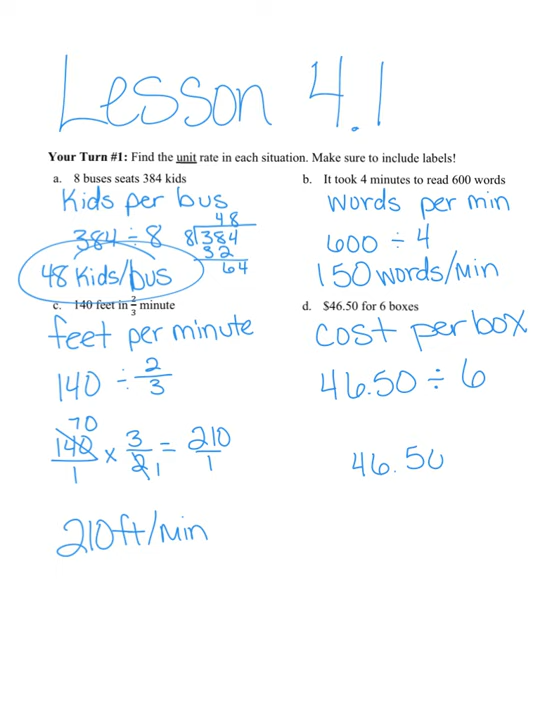 Lesson 4.1
Your Turn #1: Find the unit rate in each situation. Make sure to include labels!
a. 8 buses seats 384 kids
Kids per bus
384 ÷ 8
48
8)384
32
64
48 Kids/bus
b. It took 4 minutes to read 600 words
words per min
600 ÷ 4
150 words/min
c. 140 feet in 2/3 minute
feet per minute
140 ÷ 2/3
70
140/1 × 3/2 1 = 210/1
210 ft/min
d. $46.50 for 6 boxes
cost per box
46.50 ÷ 6
46.50